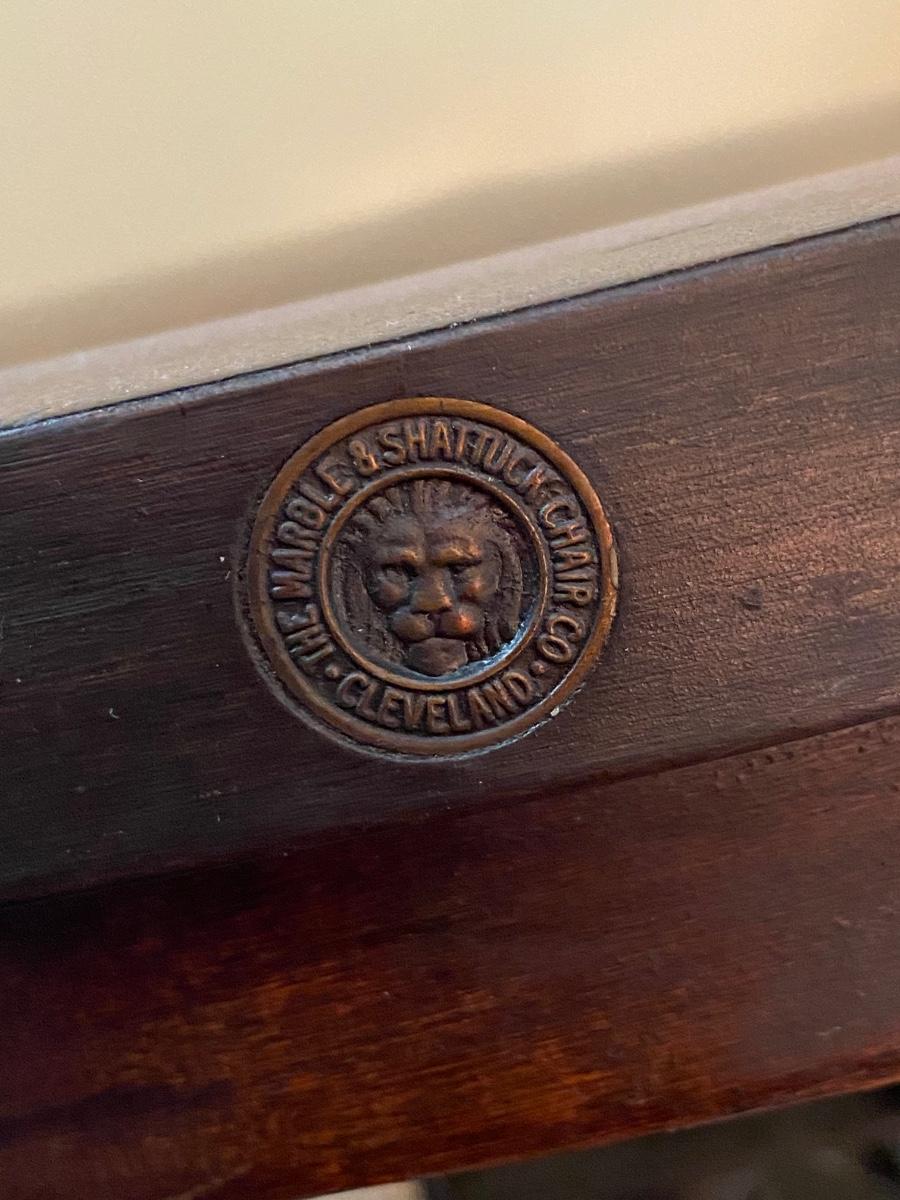 THE MARBLE & SHATTUCK CHAIR CO
· CLEVELAND ·